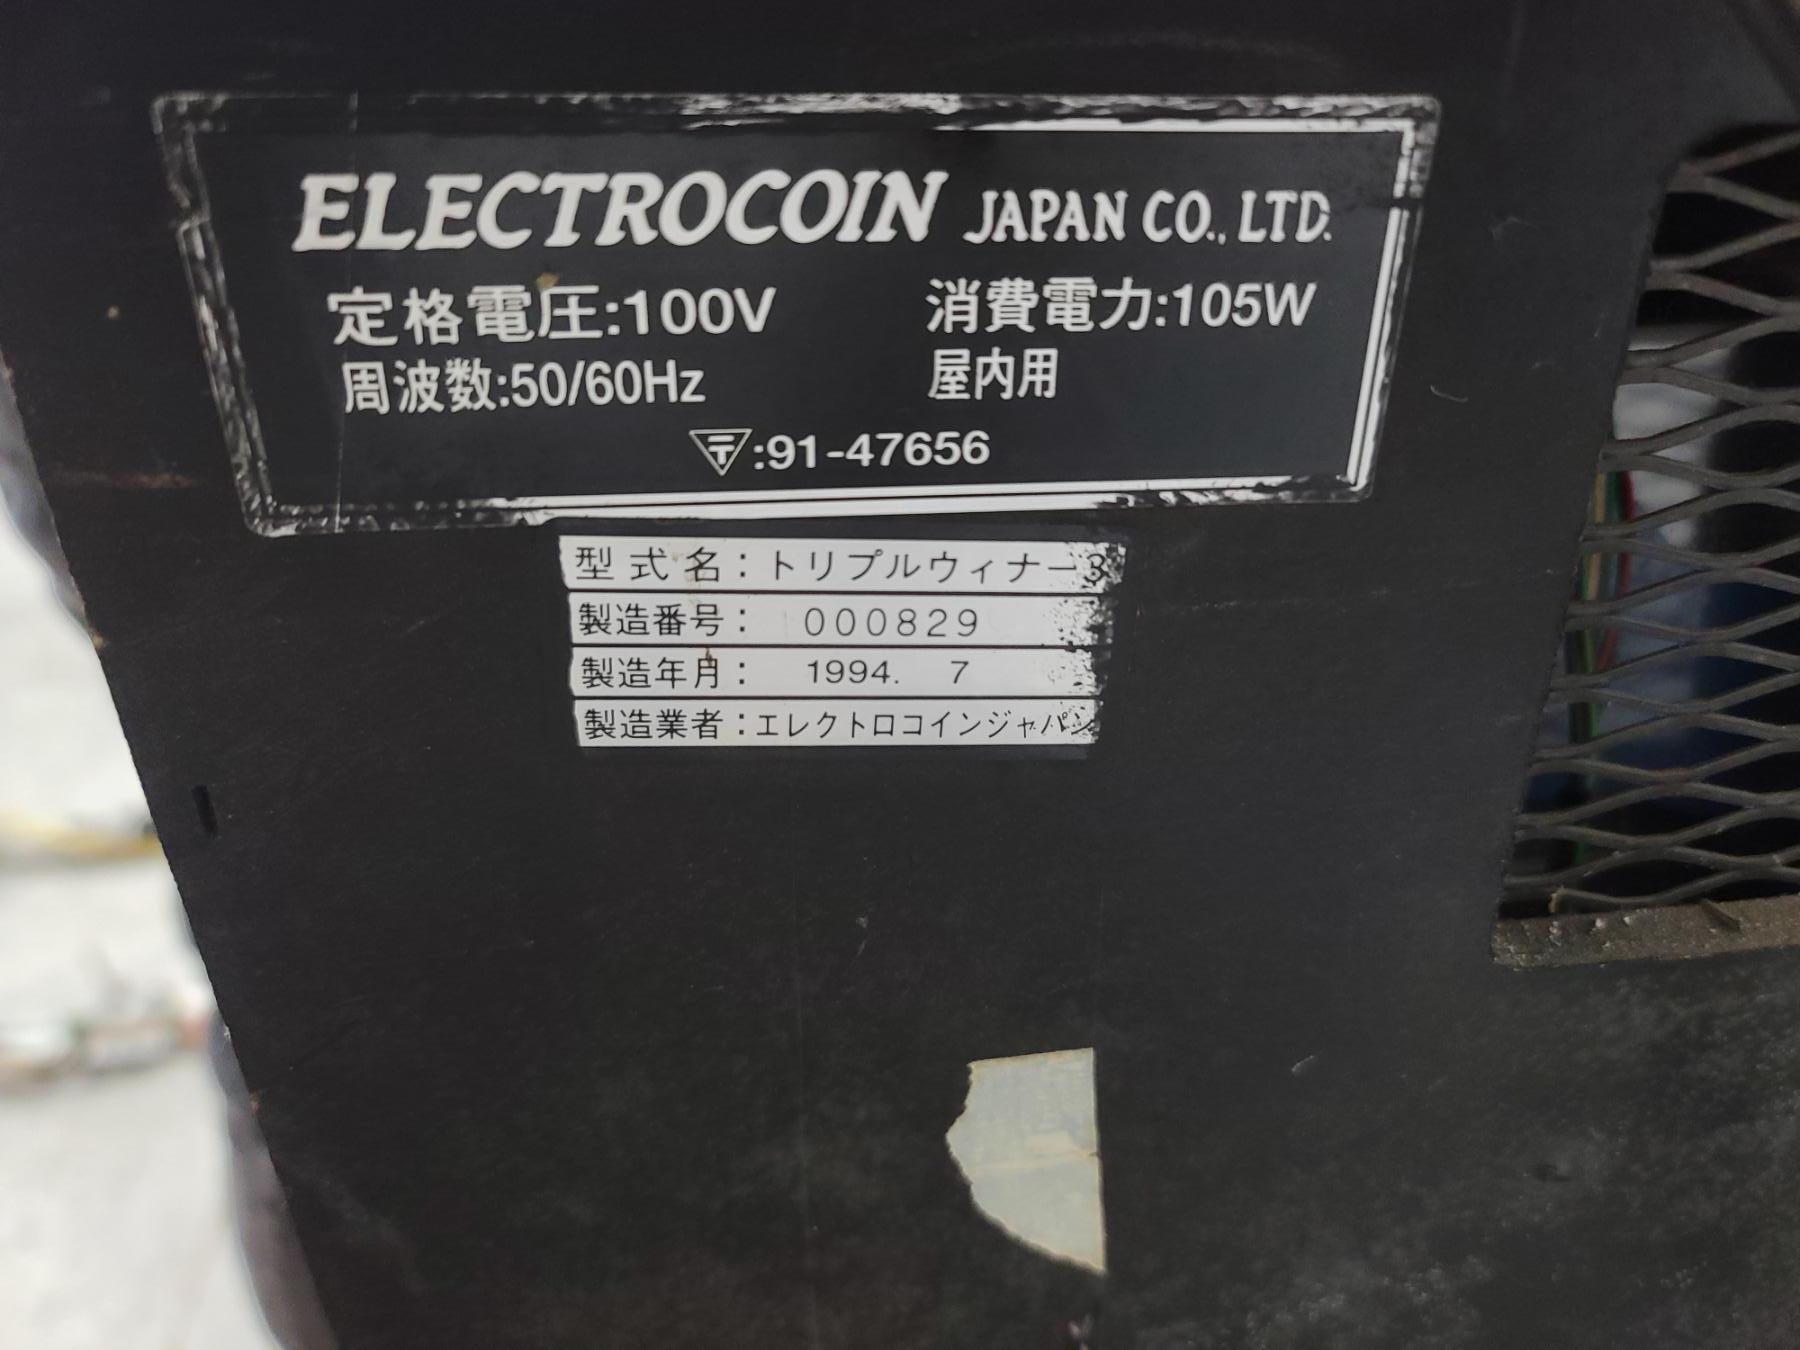 ELECTROCOIN JAPAN CO., LTD.
定格電圧:100V 消費電力:105W
周波数:50/60Hz 屋内用
〒:91-47656
型式名：トリプルウィナー3
製造番号： 000829
製造年月： 1994. 7
製造業者：エレクトロコインジャパン